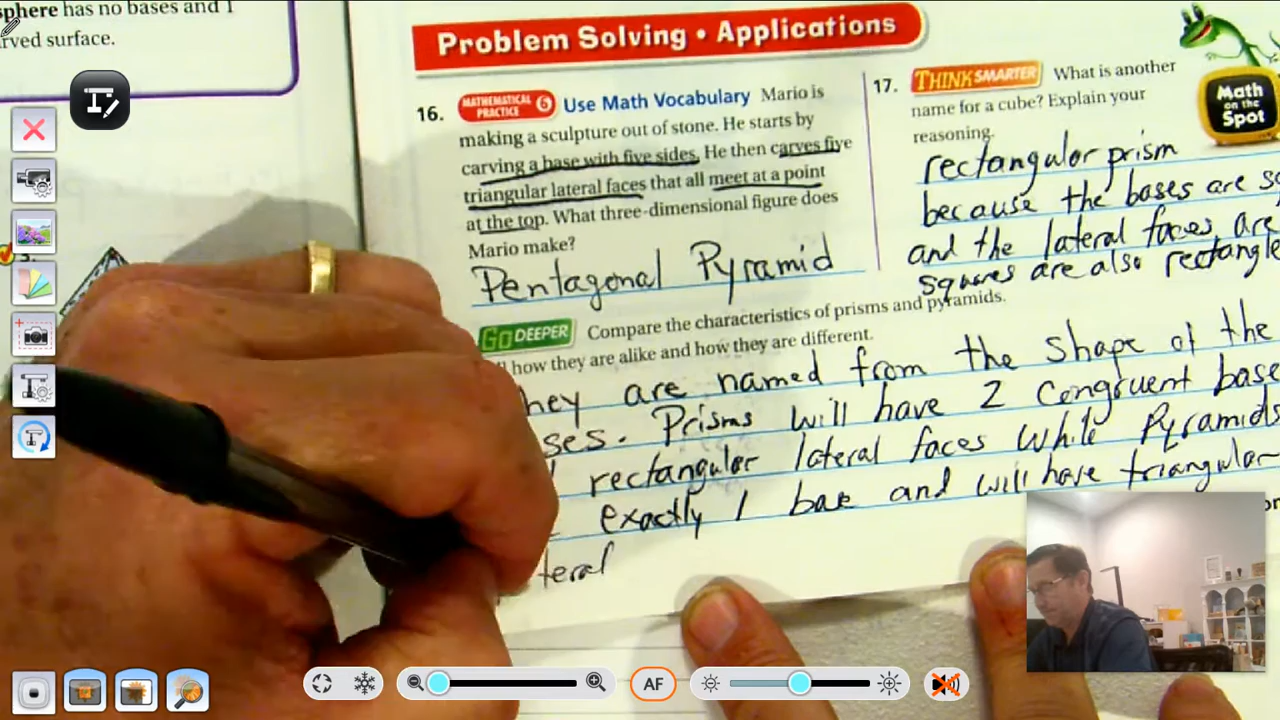 sphere has no bases and 1
rved surface.
Problem Solving • Applications
16. MATHEMATICAL PRACTICE 6 Use Math Vocabulary Mario is
making a sculpture out of stone. He starts by
carving a base with five sides. He then carves five
triangular lateral faces that all meet at a point
at the top. What three-dimensional figure does
Mario make?
Pentagonal Pyramid
17. THINK SMARTER What is another
name for a cube? Explain your
reasoning.
Math on the Spot
rectangular prism
because the bases are sq
and the lateral faces are
squares are also rectangle
GO DEEPER Compare the characteristics of prisms and pyramids.
how they are alike and how they are different.
hey are named from the shape of the
ses. Prisms will have 2 congruent base
rectangular lateral faces while Pyramids
exactly 1 base and will have triangular
teral
AF